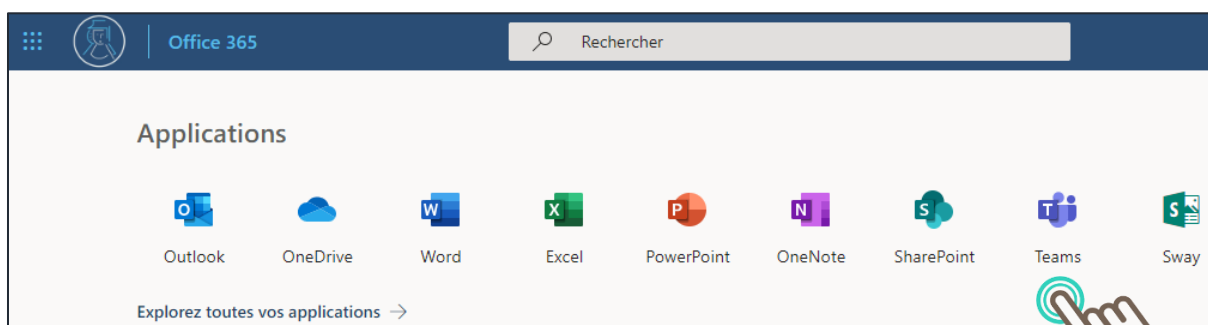 Office 365
Rechercher
Applications
Outlook OneDrive Word Excel PowerPoint OneNote SharePoint Teams Sway
Explorez toutes vos applications →